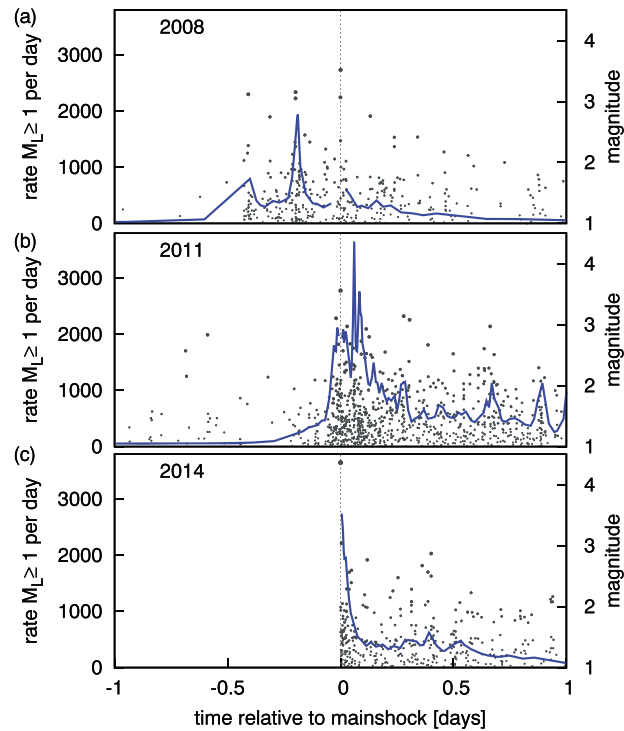 (a)
2008
rate M_L ≥ 1 per day
3000
2000
1000
0
4
3
2
1
magnitude
(b)
2011
rate M_L ≥ 1 per day
3000
2000
1000
0
4
3
2
1
magnitude
(c)
2014
rate M_L ≥ 1 per day
3000
2000
1000
0
4
3
2
1
magnitude
-1 -0.5 0 0.5 1
time relative to mainshock [days]